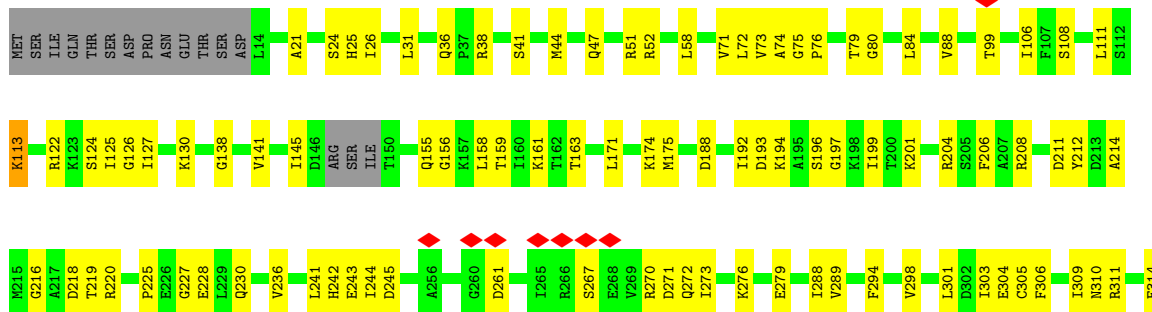 MET SER ILE GLN THR SER ASP PRO ASN GLU THR SER ASP L14 A21 S24 H25 I26 L31 Q36 P37 R38 S41 M44 Q47 R51 R52 L58 V71 L72 V73 A74 G75 P76 T79 G80 L84 V88 T99 I106 F107 S108 L111 S112
K113 R122 K123 S124 I125 G126 I127 K130 G138 V141 I145 D146 ARG SER ILE T150 Q155 G156 K157 L158 T159 I160 K161 T162 T163 L171 K174 M175 D188 I192 D193 K194 A195 S196 G197 K198 I199 T200 K201 R204 S205 F206 A207 R208 D211 Y212 D213 A214
M215 G216 A217 D218 T219 R220 P225 E226 G227 E228 L229 Q230 V236 L241 H242 E243 I244 D245 A256 G260 D261 I265 R266 S267 E268 V269 R270 D271 Q272 I273 K276 E279 I288 V289 F294 V298 L301 D302 I303 E304 G305 F306 I309 N310 R311